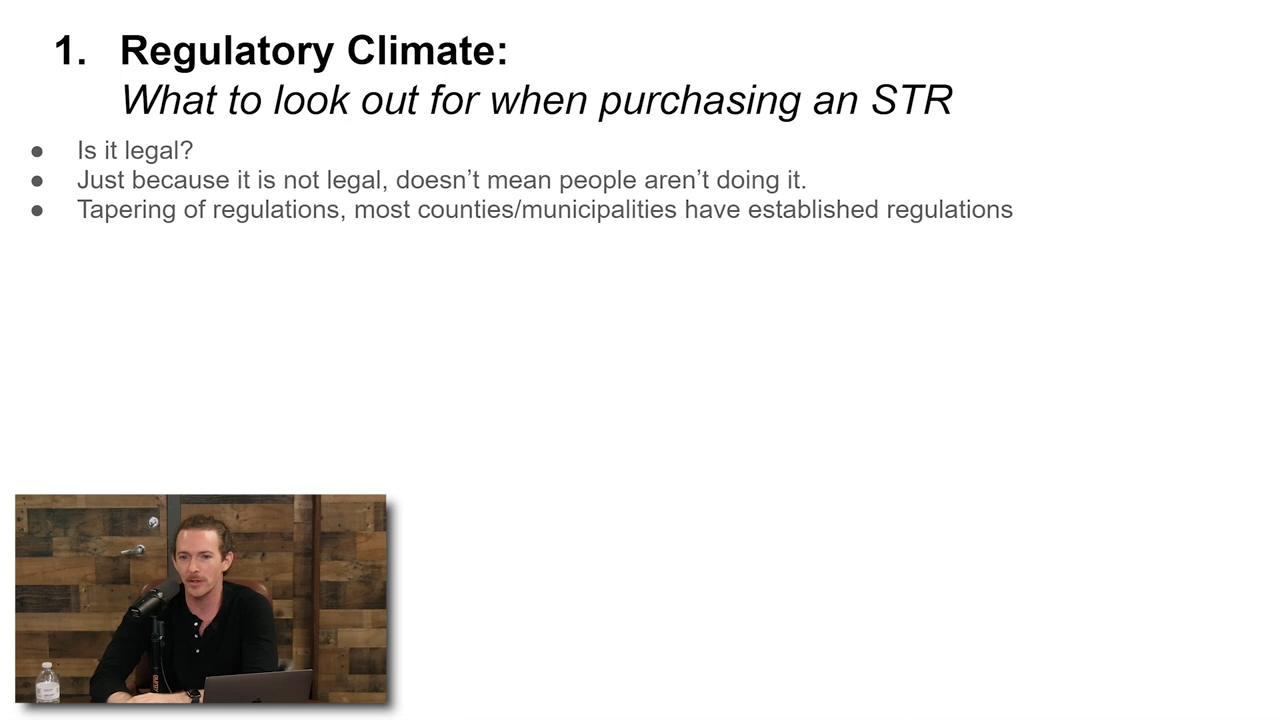 1. Regulatory Climate:
What to look out for when purchasing an STR
● Is it legal?
● Just because it is not legal, doesn’t mean people aren’t doing it.
● Tapering of regulations, most counties/municipalities have established regulations